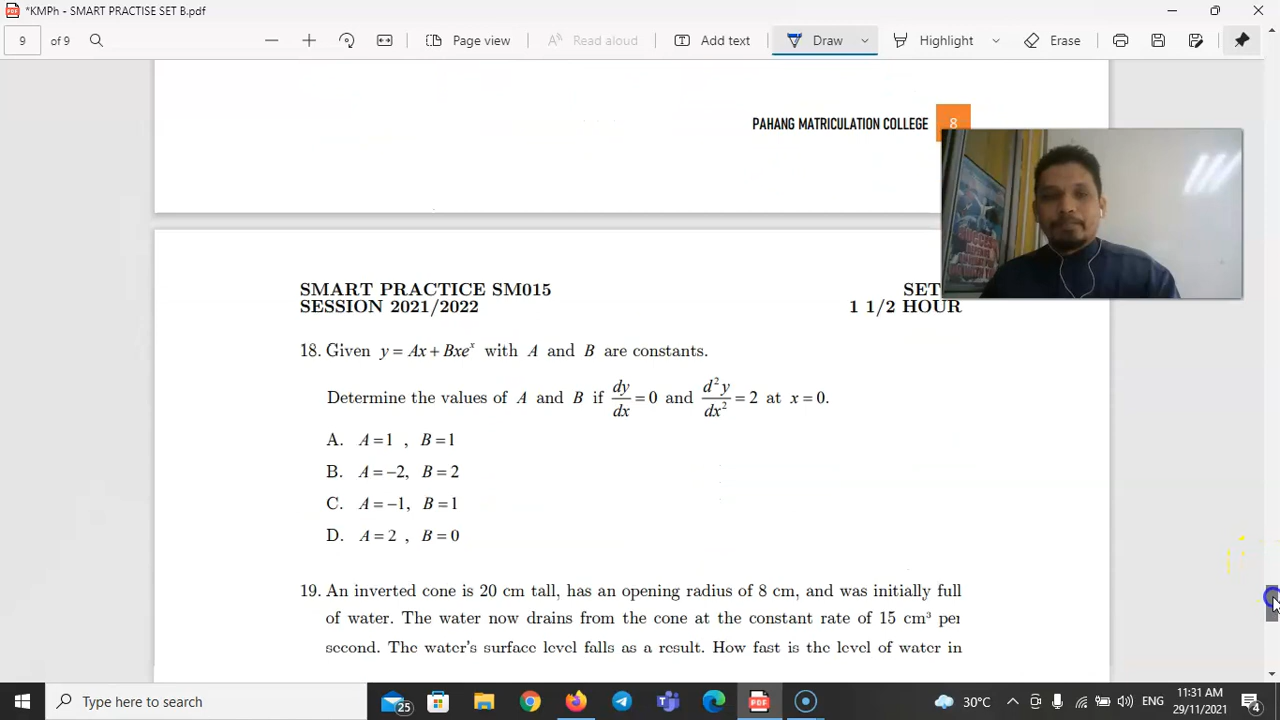 *KMPh - SMART PRACTISE SET B.pdf
9 of 9
Page view
Read aloud
Add text
Draw
Highlight
Erase
PAHANG MATRICULATION COLLEGE 8
SMART PRACTICE SM015 SET
SESSION 2021/2022 1 1/2 HOUR
18. Given y = Ax + Bxeˣ with A and B are constants.
Determine the values of A and B if dy/dx = 0 and d²y/dx² = 2 at x = 0.
A. A = 1 , B = 1
B. A = −2, B = 2
C. A = −1, B = 1
D. A = 2 , B = 0
19. An inverted cone is 20 cm tall, has an opening radius of 8 cm, and was initially full
of water. The water now drains from the cone at the constant rate of 15 cm³ per
second. The water's surface level falls as a result. How fast is the level of water in
Type here to search
25
30°C
ENG
11:31 AM
29/11/2021
4